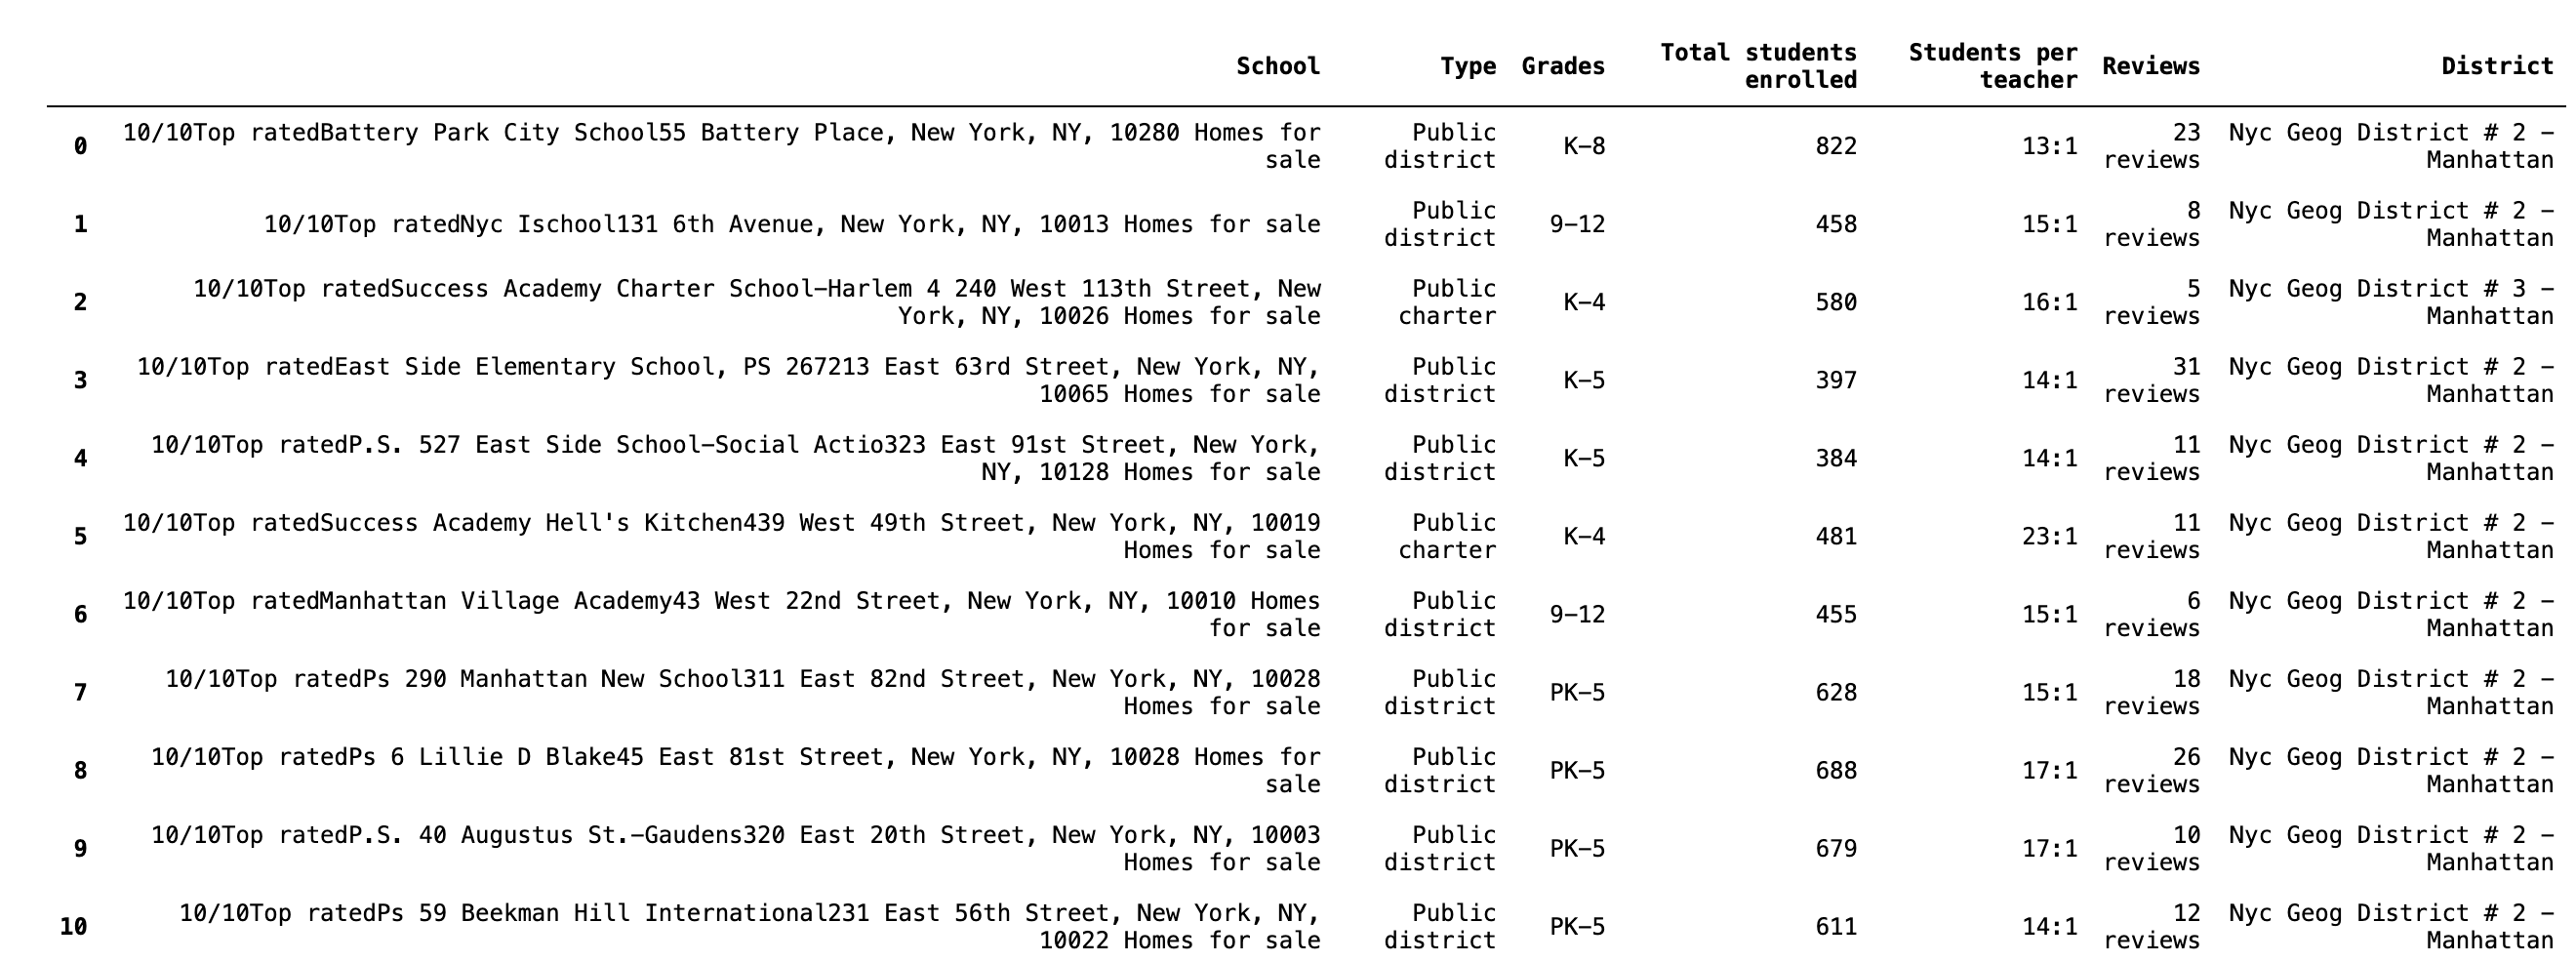 School Type Grades Total students enrolled Students per teacher Reviews District
0 10/10Top ratedBattery Park City School55 Battery Place, New York, NY, 10280 Homes for sale Public district K-8 822 13:1 23 reviews Nyc Geog District # 2 - Manhattan
1 10/10Top ratedNyc Ischool131 6th Avenue, New York, NY, 10013 Homes for sale Public district 9-12 458 15:1 8 reviews Nyc Geog District # 2 - Manhattan
2 10/10Top ratedSuccess Academy Charter School-Harlem 4 240 West 113th Street, New York, NY, 10026 Homes for sale Public charter K-4 580 16:1 5 reviews Nyc Geog District # 3 - Manhattan
3 10/10Top ratedEast Side Elementary School, PS 267213 East 63rd Street, New York, NY, 10065 Homes for sale Public district K-5 397 14:1 31 reviews Nyc Geog District # 2 - Manhattan
4 10/10Top ratedP.S. 527 East Side School-Social Actio323 East 91st Street, New York, NY, 10128 Homes for sale Public district K-5 384 14:1 11 reviews Nyc Geog District # 2 - Manhattan
5 10/10Top ratedSuccess Academy Hell's Kitchen439 West 49th Street, New York, NY, 10019 Homes for sale Public charter K-4 481 23:1 11 reviews Nyc Geog District # 2 - Manhattan
6 10/10Top ratedManhattan Village Academy43 West 22nd Street, New York, NY, 10010 Homes for sale Public district 9-12 455 15:1 6 reviews Nyc Geog District # 2 - Manhattan
7 10/10Top ratedPs 290 Manhattan New School311 East 82nd Street, New York, NY, 10028 Homes for sale Public district PK-5 628 15:1 18 reviews Nyc Geog District # 2 - Manhattan
8 10/10Top ratedPs 6 Lillie D Blake45 East 81st Street, New York, NY, 10028 Homes for sale Public district PK-5 688 17:1 26 reviews Nyc Geog District # 2 - Manhattan
9 10/10Top ratedP.S. 40 Augustus St.-Gaudens320 East 20th Street, New York, NY, 10003 Homes for sale Public district PK-5 679 17:1 10 reviews Nyc Geog District # 2 - Manhattan
10 10/10Top ratedPs 59 Beekman Hill International231 East 56th Street, New York, NY, 10022 Homes for sale Public district PK-5 611 14:1 12 reviews Nyc Geog District # 2 - Manhattan